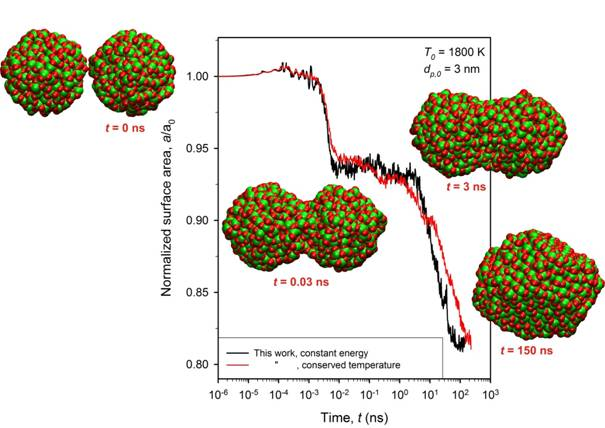 T₀ = 1800 K
dp,0 = 3 nm
1.00
0.95
0.90
0.85
0.80
Normalized surface area, a/a₀
t = 0 ns
t = 3 ns
t = 0.03 ns
t = 150 ns
This work, constant energy
" , conserved temperature
10⁻⁶ 10⁻⁵ 10⁻⁴ 10⁻³ 10⁻² 10⁻¹ 10⁰ 10¹ 10² 10³
Time, t (ns)